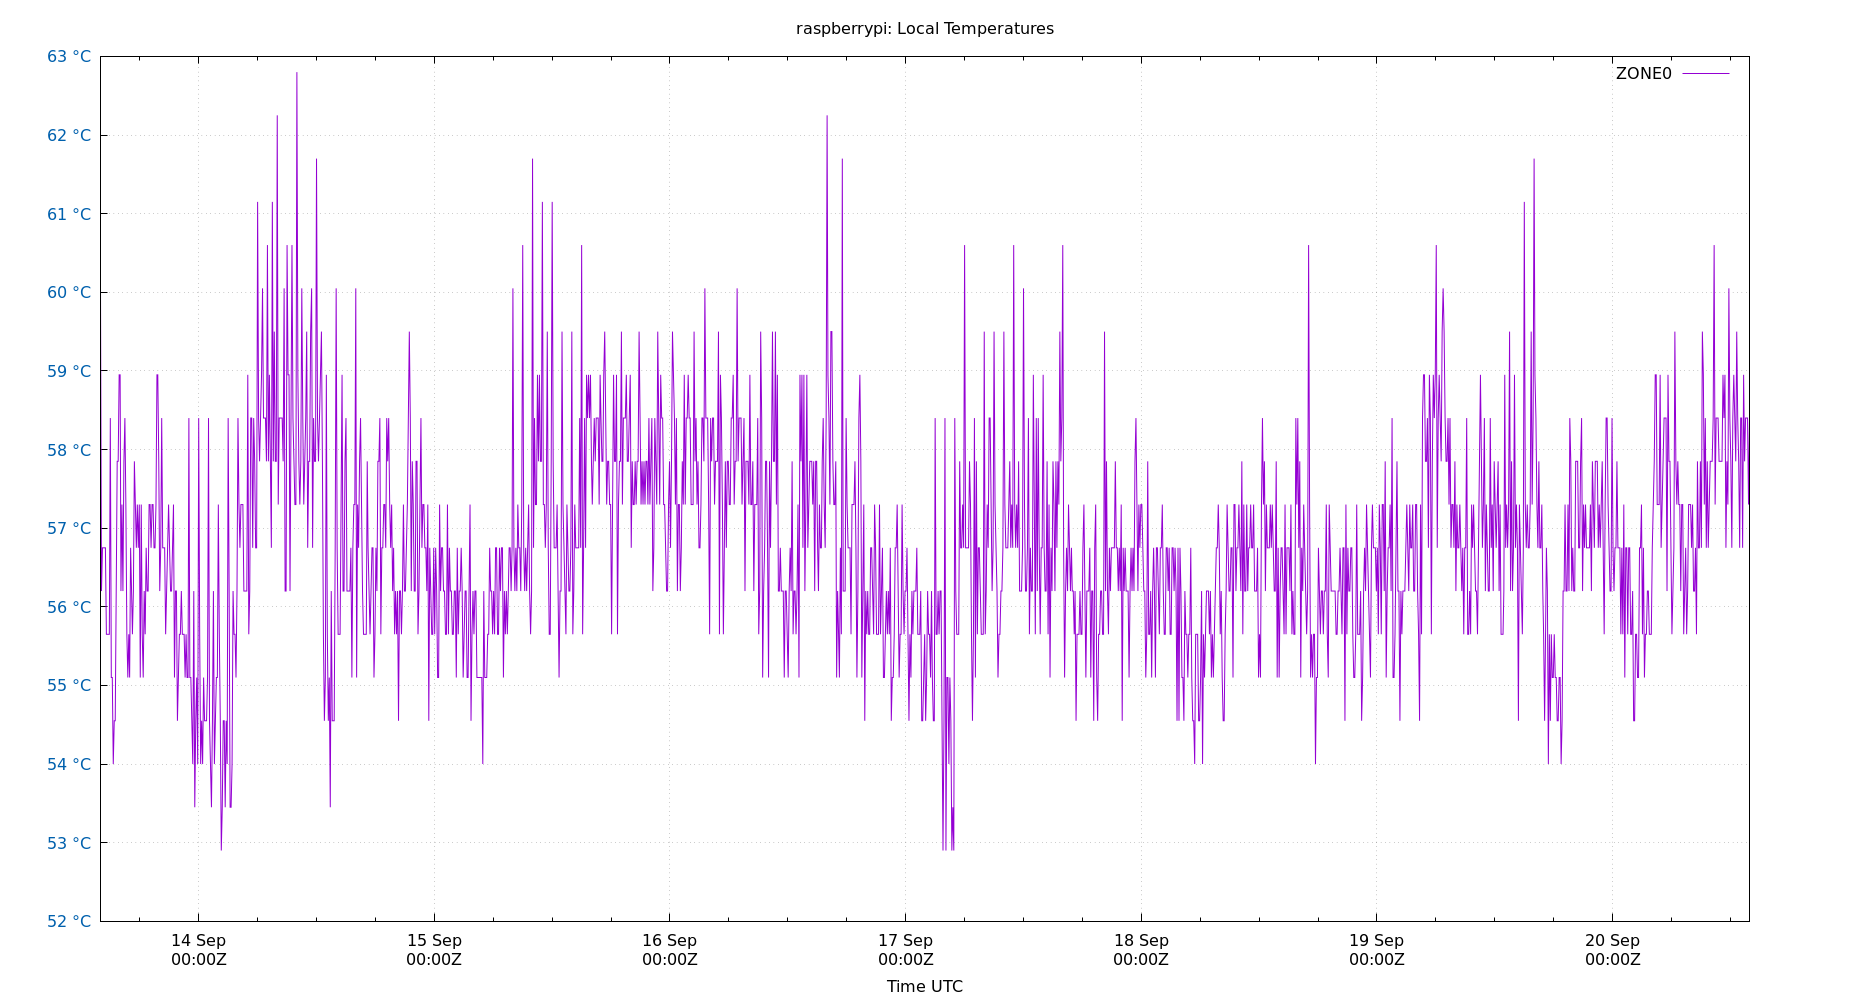 raspberrypi: Local Temperatures
63 °C
ZONE0
62 °C
61 °C
60 °C
59 °C
58 °C
57 °C
56 °C
55 °C
54 °C
53 °C
52 °C
14 Sep 15 Sep 16 Sep 17 Sep 18 Sep 19 Sep 20 Sep
00:00Z 00:00Z 00:00Z 00:00Z 00:00Z 00:00Z 00:00Z
Time UTC